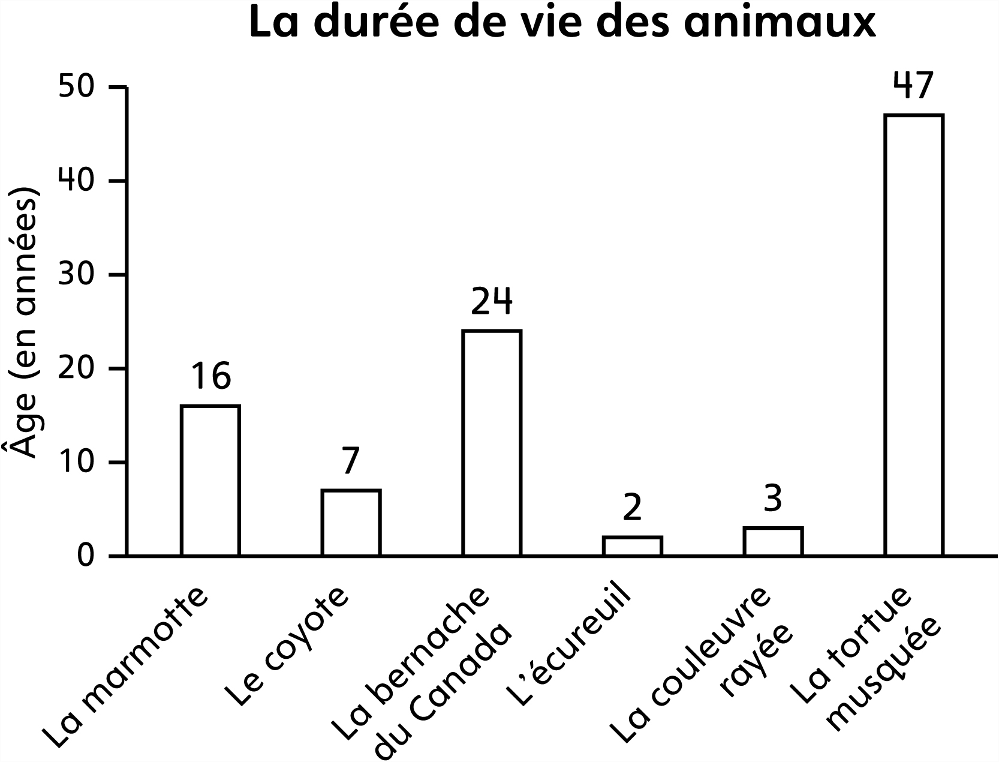 La durée de vie des animaux
Âge (en années)
50
40
30
20
10
0
16
7
24
2
3
47
La marmotte
Le coyote
La bernache
du Canada
L'écureuil
La couleuvre
rayée
La tortue
musquée